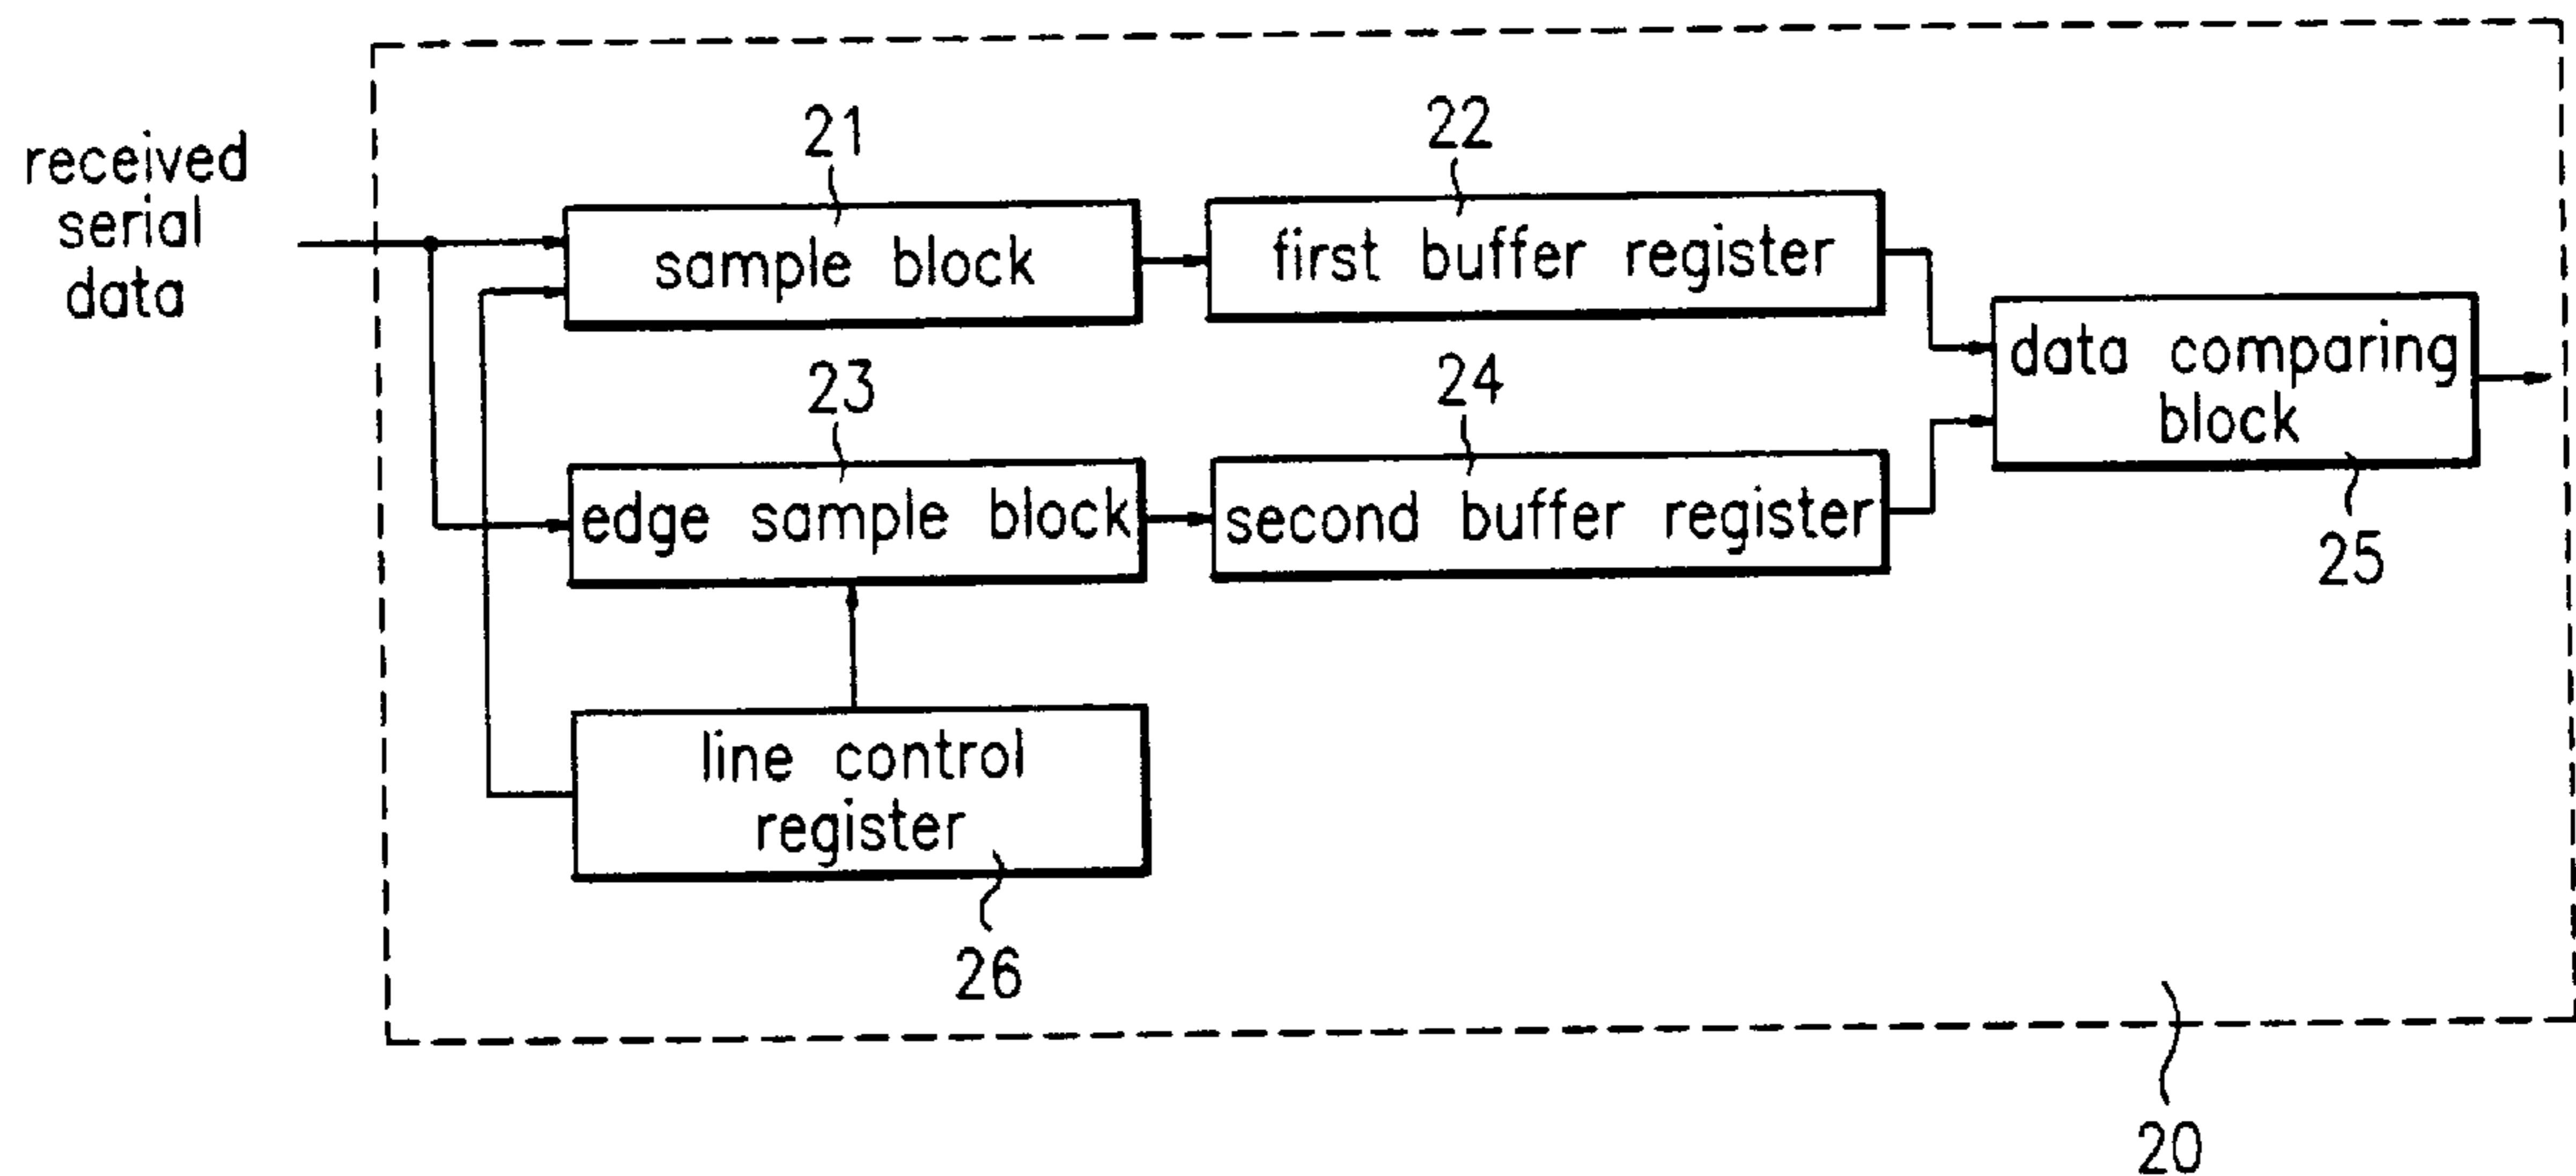 received
serial
data
21
sample block
22
first buffer register
23
edge sample block
24
second buffer register
data comparing
block
25
line control
register
26
20